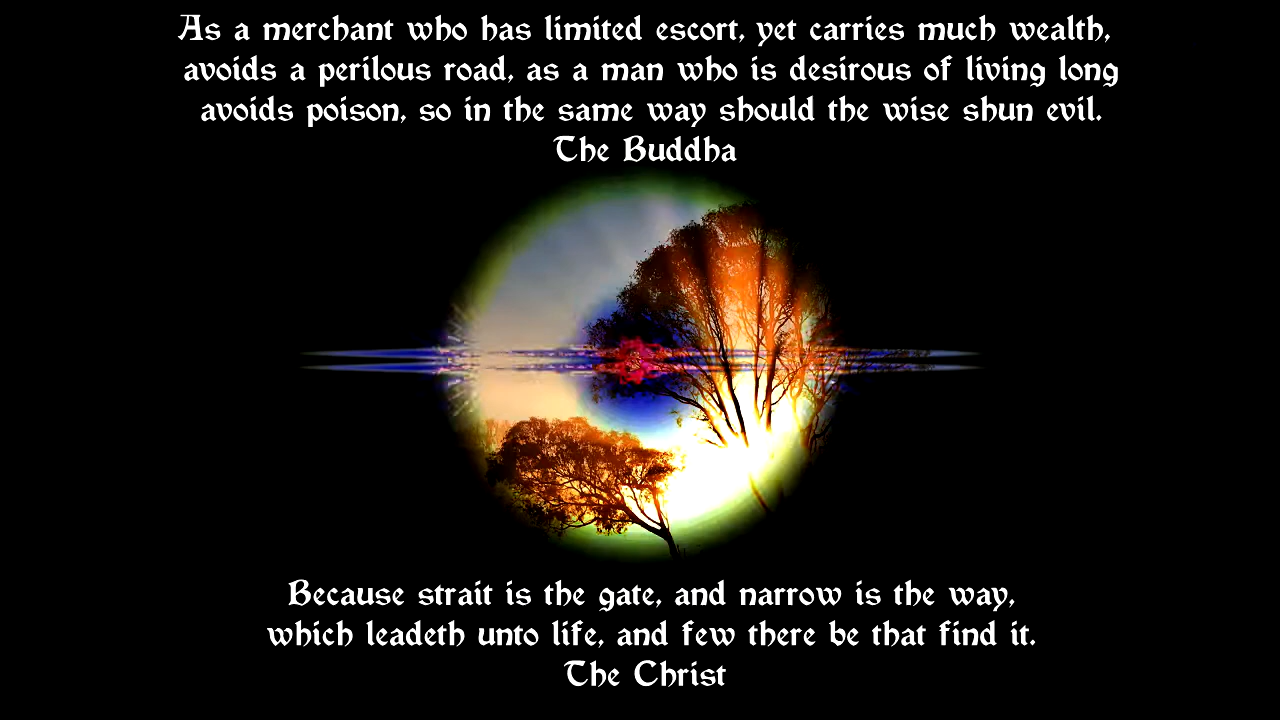 As a merchant who has limited escort, yet carries much wealth,
avoids a perilous road, as a man who is desirous of living long
avoids poison, so in the same way should the wise shun evil.
The Buddha
Because strait is the gate, and narrow is the way,
which leadeth unto life, and few there be that find it.
The Christ